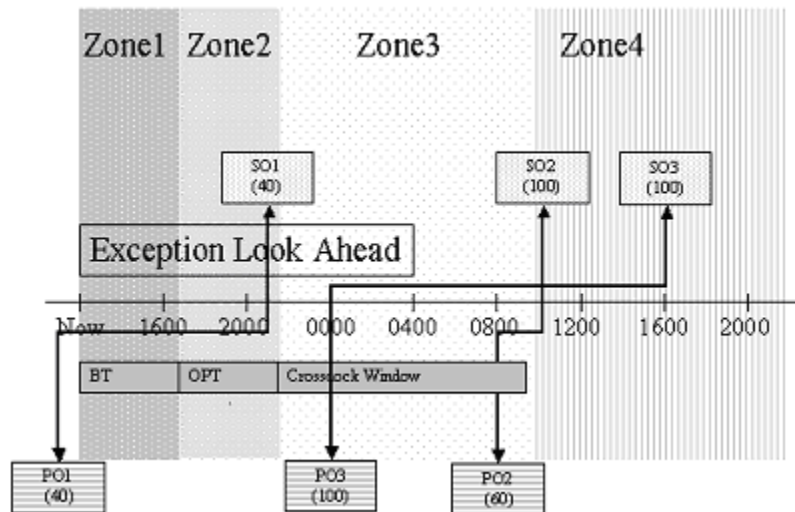 Zone1 Zone2 Zone3 Zone4
SO1
(40)
SO2
(100)
SO3
(100)
Exception Look Ahead
Now 1600 2000 0000 0400 0800 1200 1600 2000
BT OPT Crossdock Window
PO1
(40)
PO3
(100)
PO2
(60)